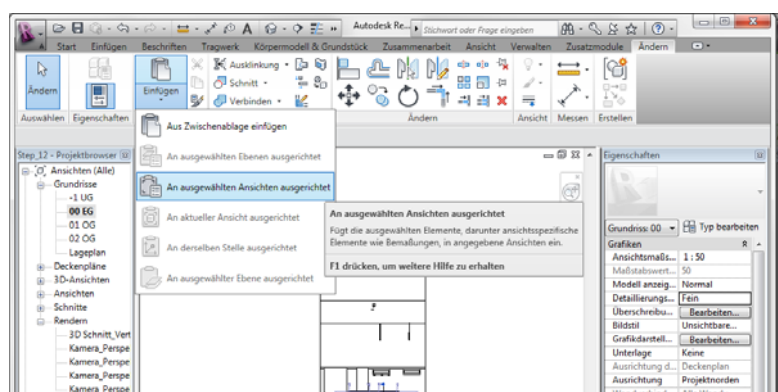 Autodesk Re...
Stichwort oder Frage eingeben
Start Einfügen Beschriften Tragwerk Körpermodell & Grundstück Zusammenarbeit Ansicht Verwalten Zusatzmodule Ändern
Ändern
Einfügen
Ausklinkung
Schnitt
Verbinden
Auswählen Eigenschaften
Ändern
Ansicht Messen Erstellen
Aus Zwischenablage einfügen
An ausgewählten Ebenen ausgerichtet
An ausgewählten Ansichten ausgerichtet
An aktueller Ansicht ausgerichtet
An derselben Stelle ausgerichtet
An ausgewählter Ebene ausgerichtet
An ausgewählten Ansichten ausgerichtet
Fügt die ausgewählten Elemente, darunter ansichtsspezifische
Elemente wie Bemaßungen, in angegebene Ansichten ein.
F1 drücken, um weitere Hilfe zu erhalten
Step_12 - Projektbrowser
Ansichten (Alle)
Grundrisse
-1 UG
00 EG
01 OG
02 OG
Lageplan
Deckenpläne
3D-Ansichten
Ansichten
Schnitte
Rendern
3D Schnitt_Vert
Kamera_Perspe
Kamera_Perspe
Kamera_Perspe
Kamera_Perspe
Eigenschaften
Grundriss: 00
Typ bearbeiten
Grafiken
Ansichtsmaßs... 1 : 50
Maßstabswert... 50
Modell anzeig... Normal
Detaillierungs... Fein
Überschreibu... Bearbeiten...
Bildstil Unsichtbare...
Grafikdarstell... Bearbeiten...
Unterlage Keine
Ausrichtung d... Deckenplan
Ausrichtung Projektnorden